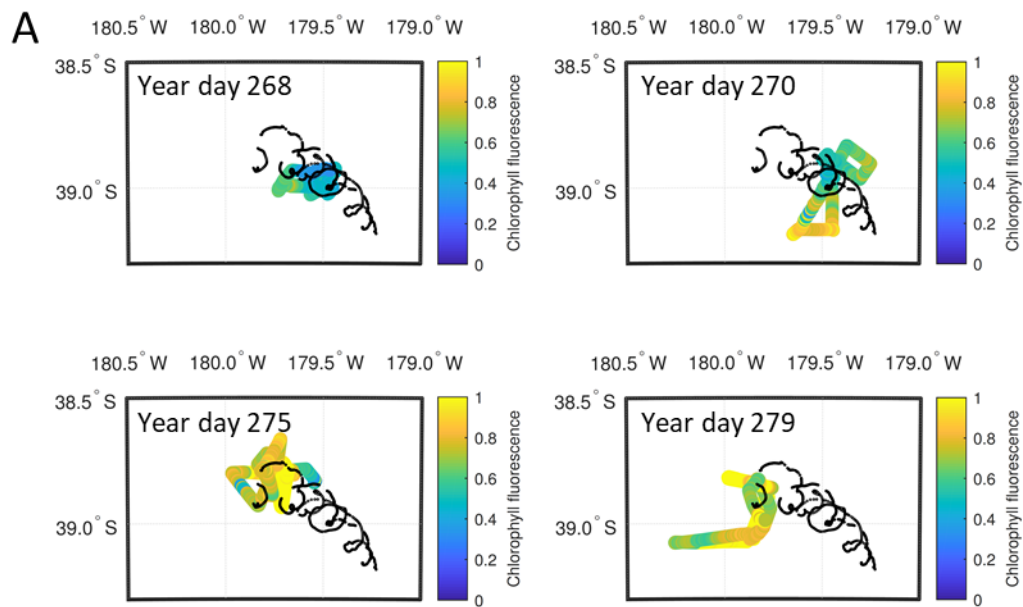 A
180.5° W 180.0° W 179.5° W 179.0° W
38.5° S
39.0° S
Year day 268
1
0.8
0.6
0.4
0.2
0
Chlorophyll fluorescence
180.5° W 180.0° W 179.5° W 179.0° W
38.5° S
39.0° S
Year day 270
1
0.8
0.6
0.4
0.2
0
Chlorophyll fluorescence
180.5° W 180.0° W 179.5° W 179.0° W
38.5° S
39.0° S
Year day 275
1
0.8
0.6
0.4
0.2
0
Chlorophyll fluorescence
180.5° W 180.0° W 179.5° W 179.0° W
38.5° S
39.0° S
Year day 279
1
0.8
0.6
0.4
0.2
0
Chlorophyll fluorescence